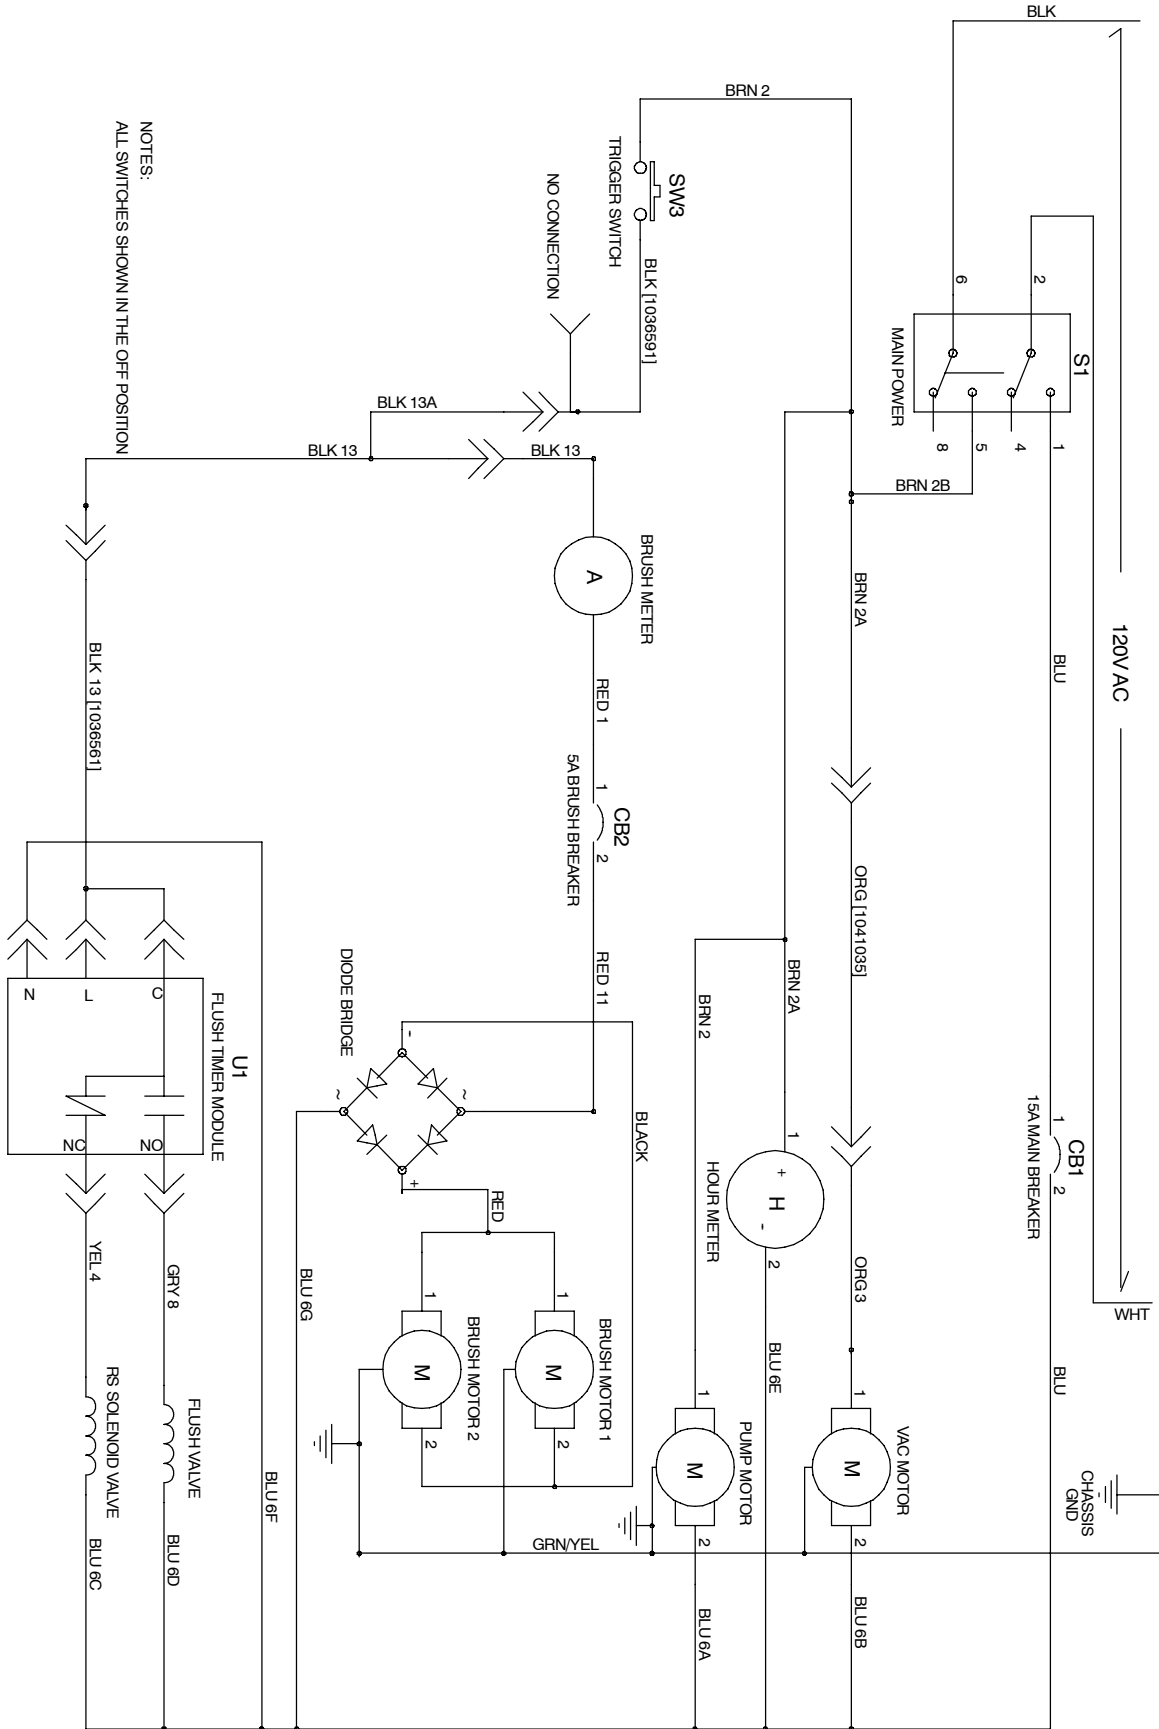 BLK
120V AC
WHT
CHASSIS
GND
S1
MAIN POWER
2
6
1
4
5
8
BLU
1
CB1
2
15A MAIN BREAKER
BLU
BRN 2
BRN 2B
BRN 2A
ORG [1041035]
ORG 3
1
VAC MOTOR
M
2
BLU 6B
BRN 2A
1
+
H
-
HOUR METER
2
BLU 6E
BRN 2
1
PUMP MOTOR
M
2
BLU 6A
GRN/YEL
SW3
TRIGGER SWITCH
BLK [1036591]
NO CONNECTION
BLK 13A
BLK 13
BLK 13
BRUSH METER
A
RED 1
1
CB2
2
5A BRUSH BREAKER
RED 11
BLACK
DIODE BRIDGE
-
~
~
+
RED
1
BRUSH MOTOR 1
M
2
1
BRUSH MOTOR 2
M
2
BLU 6G
BLU 6F
BLK 13 [1036561]
U1
FLUSH TIMER MODULE
N
L
C
NC
NO
GRY 8
FLUSH VALVE
BLU 6D
YEL 4
RS SOLENOID VALVE
BLU 6C
NOTES:
ALL SWITCHES SHOWN IN THE OFF POSITION